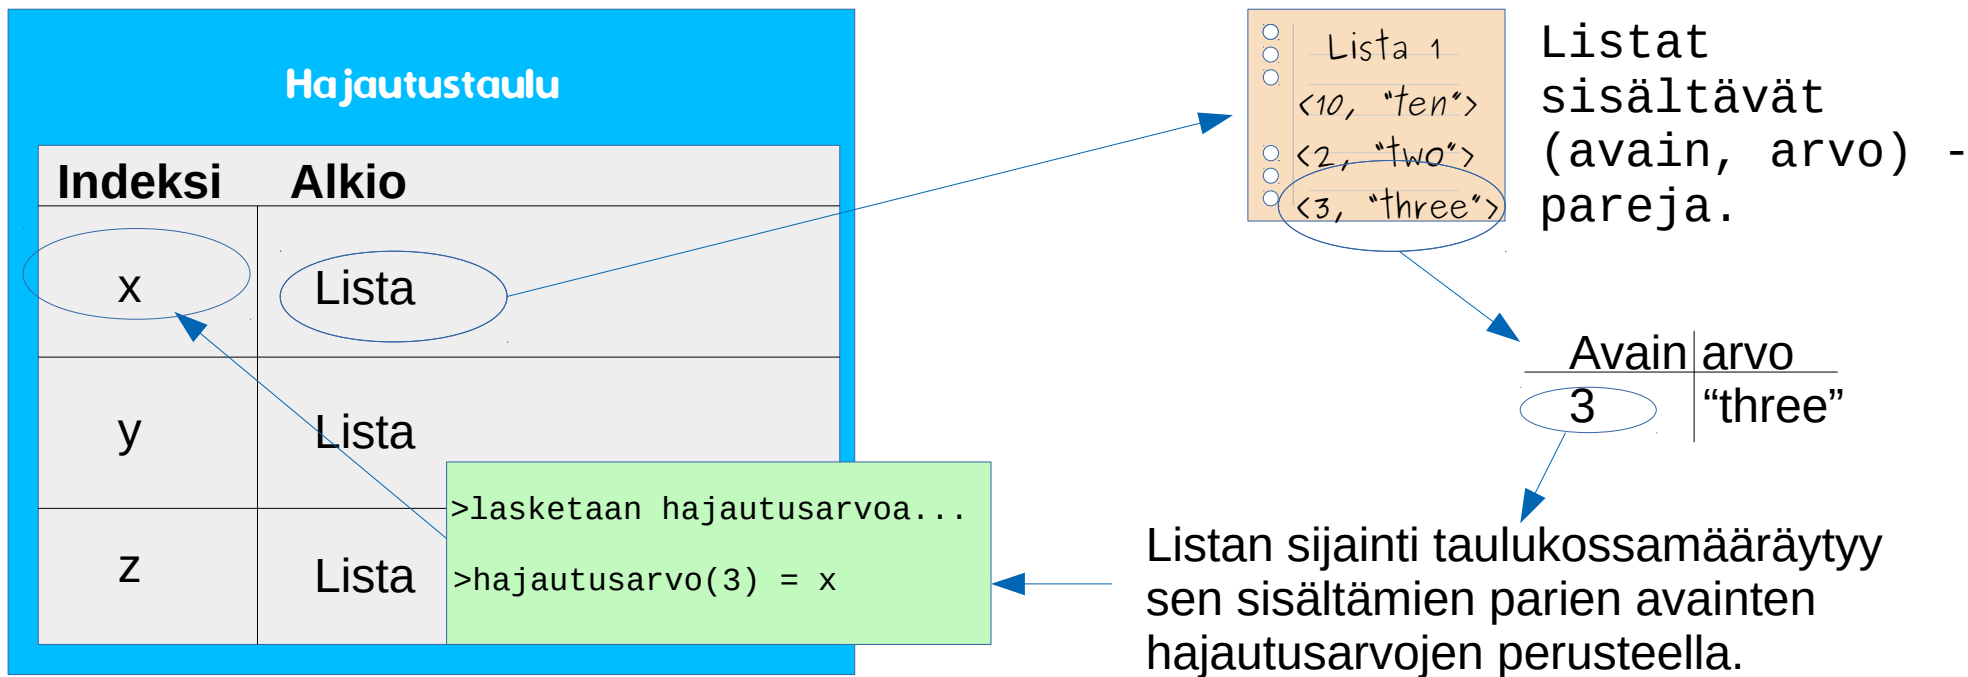 Hajautustaulu
Indeksi Alkio
x Lista
y Lista
z Lista
>lasketaan hajautusarvoa...
>hajautusarvo(3) = x
Lista 1
<10, "ten">
<2, "two">
<3, "three">
Listat
sisältävät
(avain, arvo) -
pareja.
Avain arvo
3 “three”
Listan sijainti taulukossamääräytyy
sen sisältämien parien avainten
hajautusarvojen perusteella.